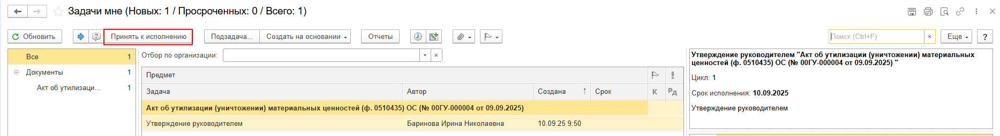 Задачи мне (Новых: 1 / Просроченных: 0 / Всего: 1)
Обновить
Принять к исполнению
Подзадача...
Создать на основании
Отчеты
Поиск (Ctrl+F)
×
Еще
?
Все 1
Документы 1
Акт об утилизаци... 1
Отбор по организации:
×
Предмет
Задача Автор Создана ↑ Срок К Рд
Акт об утилизации (уничтожении) материальных ценностей (ф. 0510435) ОС (№ 00ГУ-000004 от 09.09.2025)
Утверждение руководителем Баринова Ирина Николаевна 10.09.25 9:50
Утверждение руководителем "Акт об утилизации (уничтожении) материальных
ценностей (ф. 0510435) ОС (№ 00ГУ-000004 от 09.09.2025) "
Цикл: 1
Срок исполнения: 10.09.2025
Утверждение руководителем